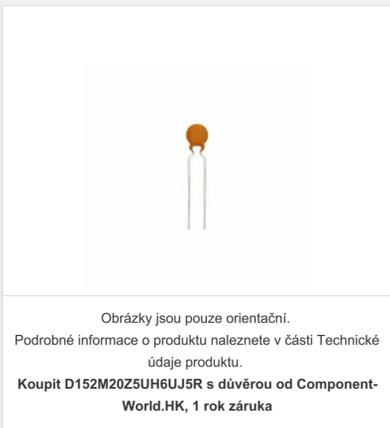 Obrázky jsou pouze orientační.
Podrobné informace o produktu naleznete v části Technické
údaje produktu.
Koupit D152M20Z5UH6UJ5R s důvěrou od Component-
World.HK, 1 rok záruka